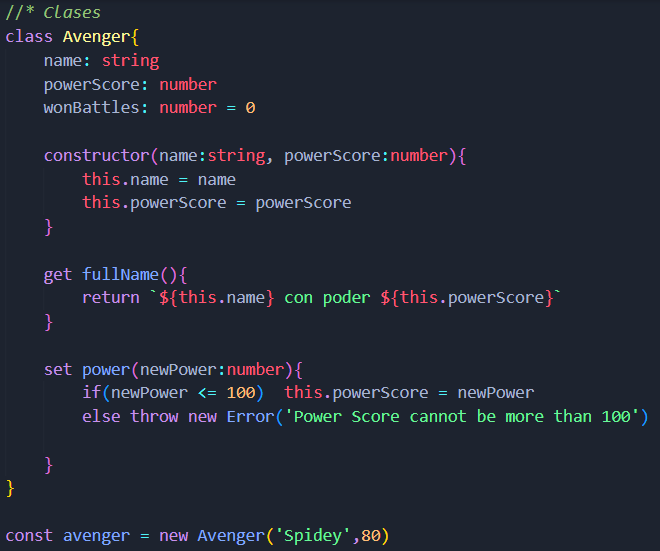 //* Clases
class Avenger{
    name: string
    powerScore: number
    wonBattles: number = 0
    constructor(name:string, powerScore:number){
        this.name = name
        this.powerScore = powerScore
    }
    get fullName(){
        return `${this.name} con poder ${this.powerScore}`
    }
    set power(newPower:number){
        if(newPower <= 100)  this.powerScore = newPower
        else throw new Error('Power Score cannot be more than 100')
    }
}
const avenger = new Avenger('Spidey',80)